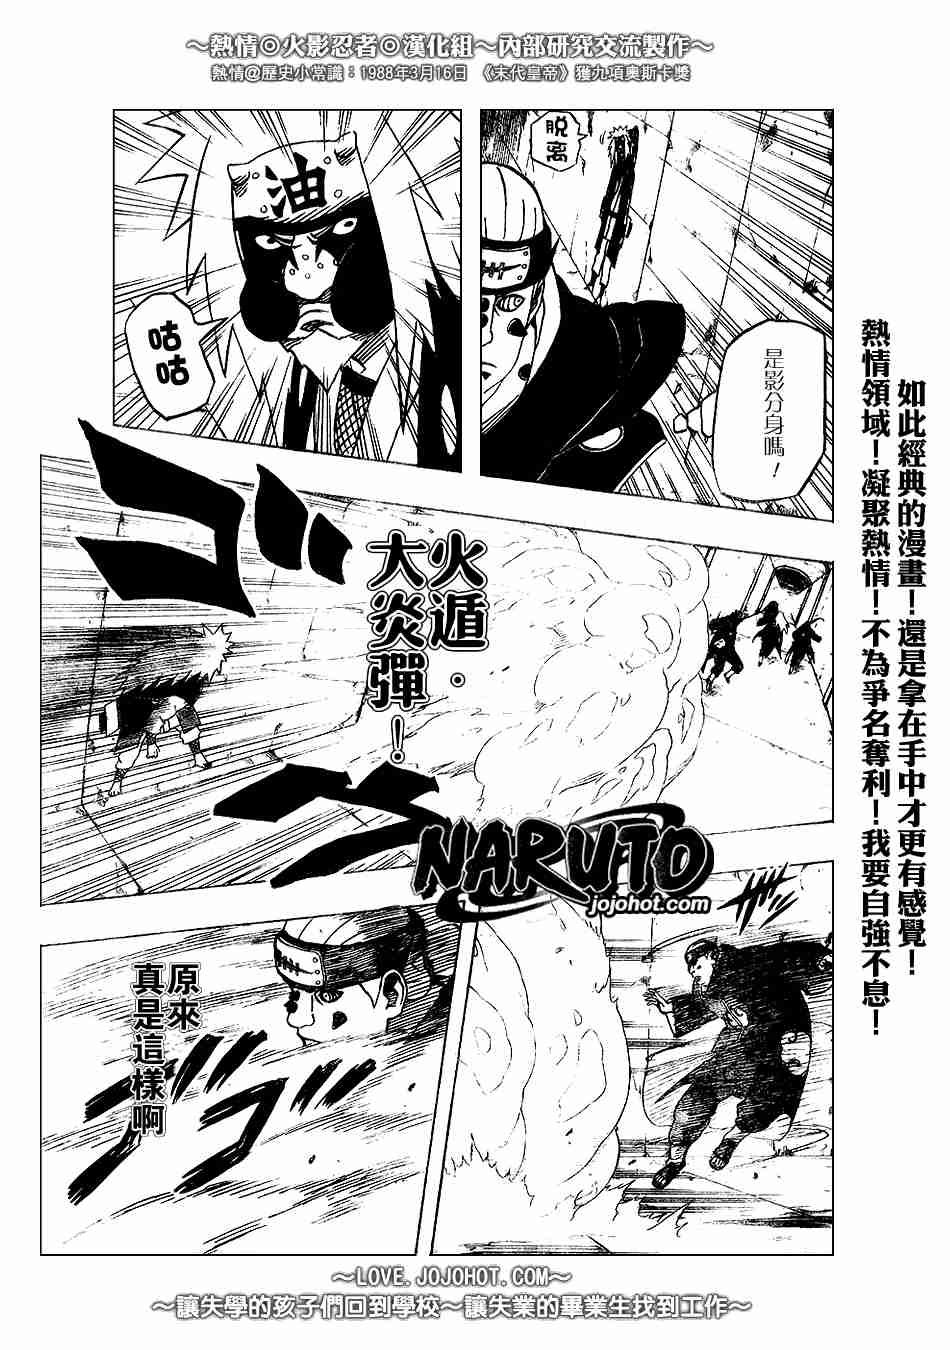 ～熱情◎火影忍者◎漢化組～內部研究交流製作～
熱情@歷史小常識：1988年3月16日 《末代皇帝》獲九項奧斯卡獎
脱离
是影分身嗎！
油
咕咕
ゴ
火遁・
大炎彈！
NARUTO
jojohot.com
原來
真是這樣啊
ゴゴ
如此經典的漫畫！還是拿在手中才更有感覺！
熱情領域！凝聚熱情！不為爭名奪利！我要自強不息！
～LOVE.JOJOHOT.COM～
～讓失學的孩子們回到學校～讓失業的畢業生找到工作～